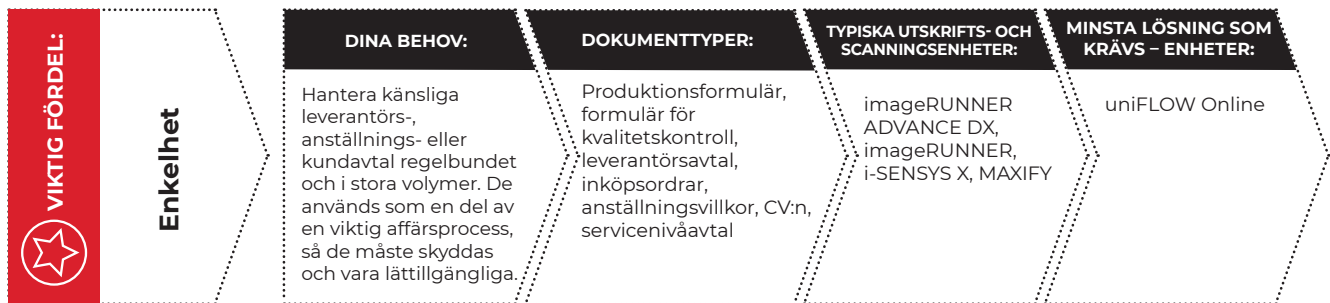 VIKTIG FÖRDEL:
Enkelhet
DINA BEHOV:
Hantera känsliga
leverantörs-,
anställnings- eller
kundavtal regelbundet
och i stora volymer. De
används som en del av
en viktig affärsprocess,
så de måste skyddas
och vara lättillgängliga.
DOKUMENTTYPER:
Produktionsformulär,
formulär för
kvalitetskontroll,
leverantörsavtal,
inköpsordrar,
anställningsvillkor, CV:n,
servicenivåavtal
TYPISKA UTSKRIFTS- OCH
SCANNINGSENHETER:
imageRUNNER
ADVANCE DX,
imageRUNNER,
i-SENSYS X, MAXIFY
MINSTA LÖSNING SOM
KRÄVS – ENHETER:
uniFLOW Online